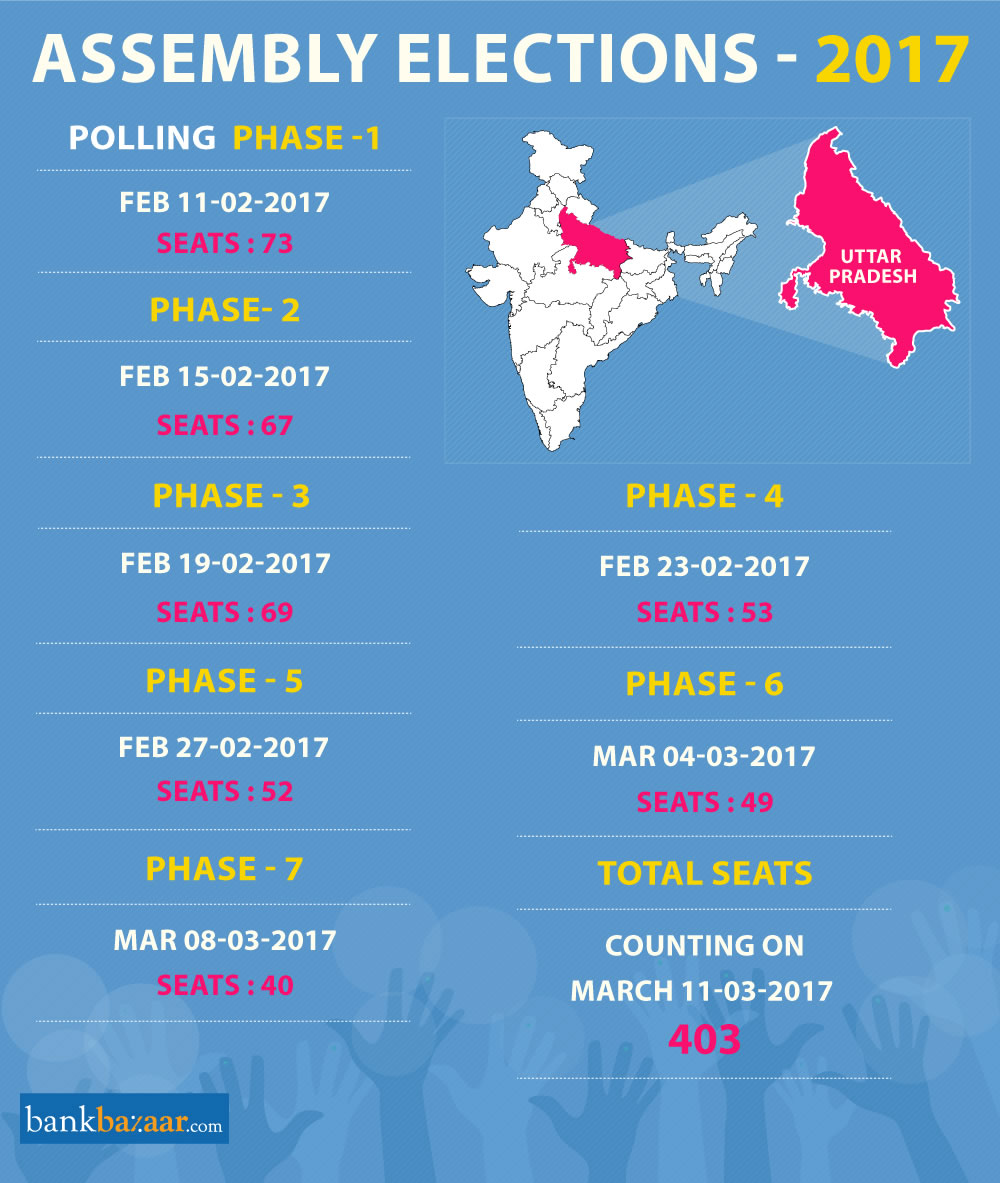 ASSEMBLY ELECTIONS - 2017
POLLING PHASE -1
FEB 11-02-2017
SEATS : 73
PHASE- 2
FEB 15-02-2017
SEATS : 67
UTTAR
PRADESH
PHASE - 3
FEB 19-02-2017
SEATS : 69
PHASE - 4
FEB 23-02-2017
SEATS : 53
PHASE - 5
FEB 27-02-2017
SEATS : 52
PHASE - 6
MAR 04-03-2017
SEATS : 49
PHASE - 7
MAR 08-03-2017
SEATS : 40
TOTAL SEATS
COUNTING ON
MARCH 11-03-2017
403
bankbazaar.com